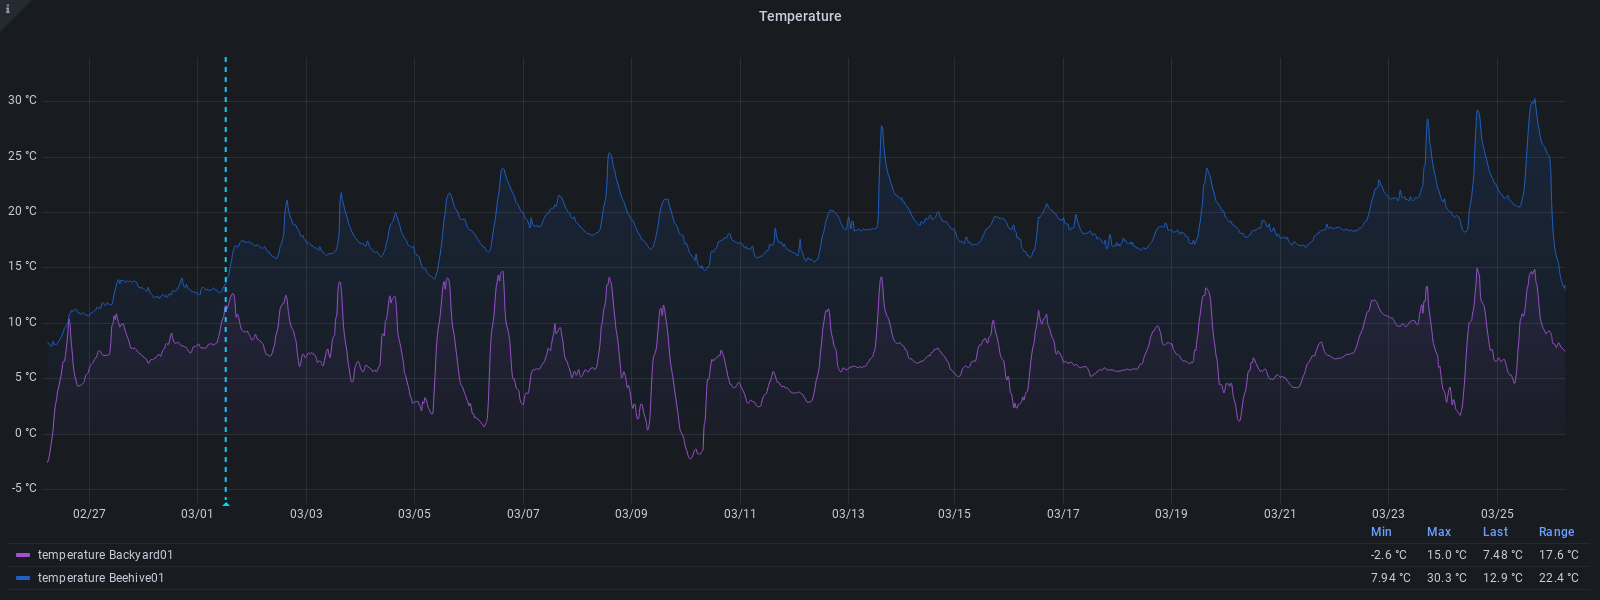 i
Temperature
30 °C
25 °C
20 °C
15 °C
10 °C
5 °C
0 °C
-5 °C
02/27 03/01 03/03 03/05 03/07 03/09 03/11 03/13 03/15 03/17 03/19 03/21 03/23 03/25
Min Max Last Range
temperature Backyard01 -2.6 °C 15.0 °C 7.48 °C 17.6 °C
temperature Beehive01 7.94 °C 30.3 °C 12.9 °C 22.4 °C